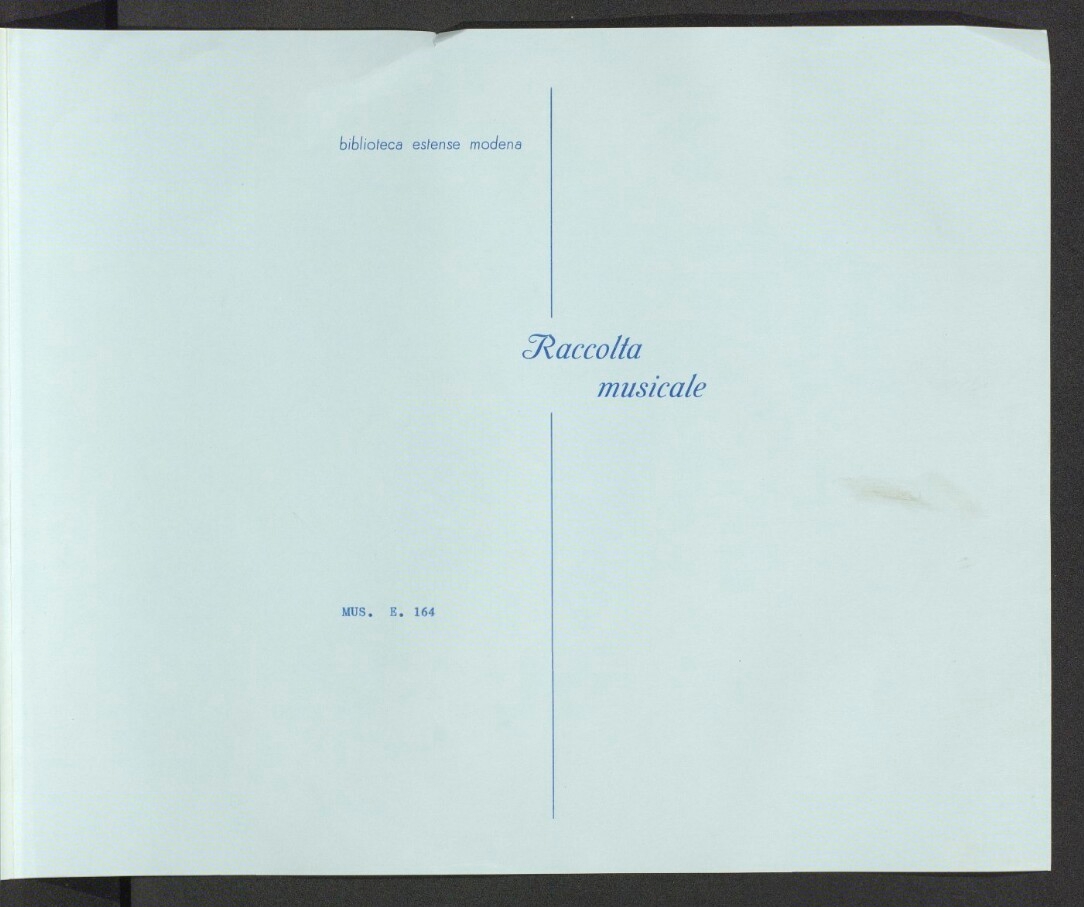 biblioteca estense modena
Raccolta
musicale
MUS. E. 164